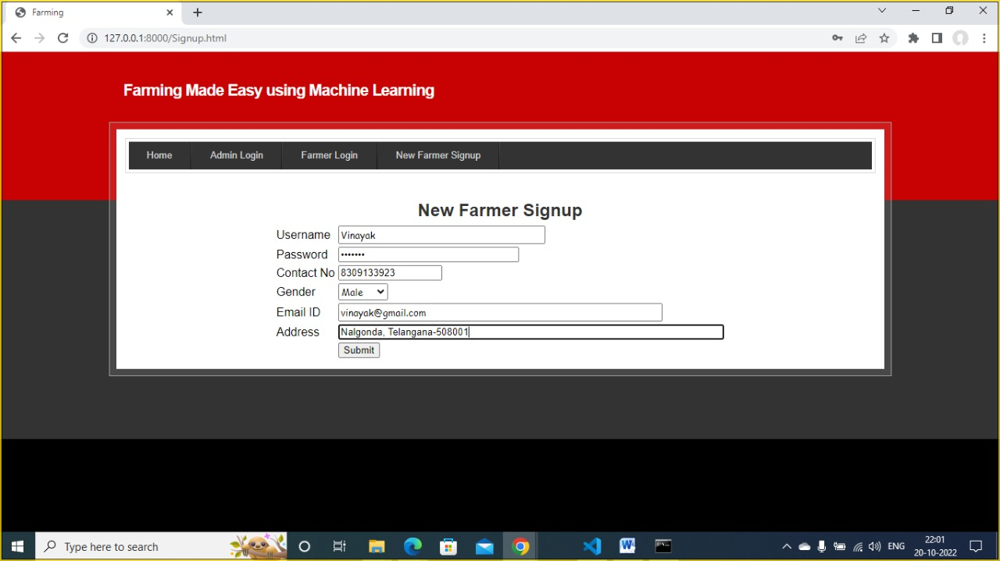 Farming
127.0.0.1:8000/Signup.html
Farming Made Easy using Machine Learning
Home Admin Login Farmer Login New Farmer Signup
New Farmer Signup
Username Vinayak
Password •••••••
Contact No 8309133923
Gender Male
Email ID vinayak@gmail.com
Address Nalgonda, Telangana-508001
Submit
Type here to search
ENG
22:01
20-10-2022